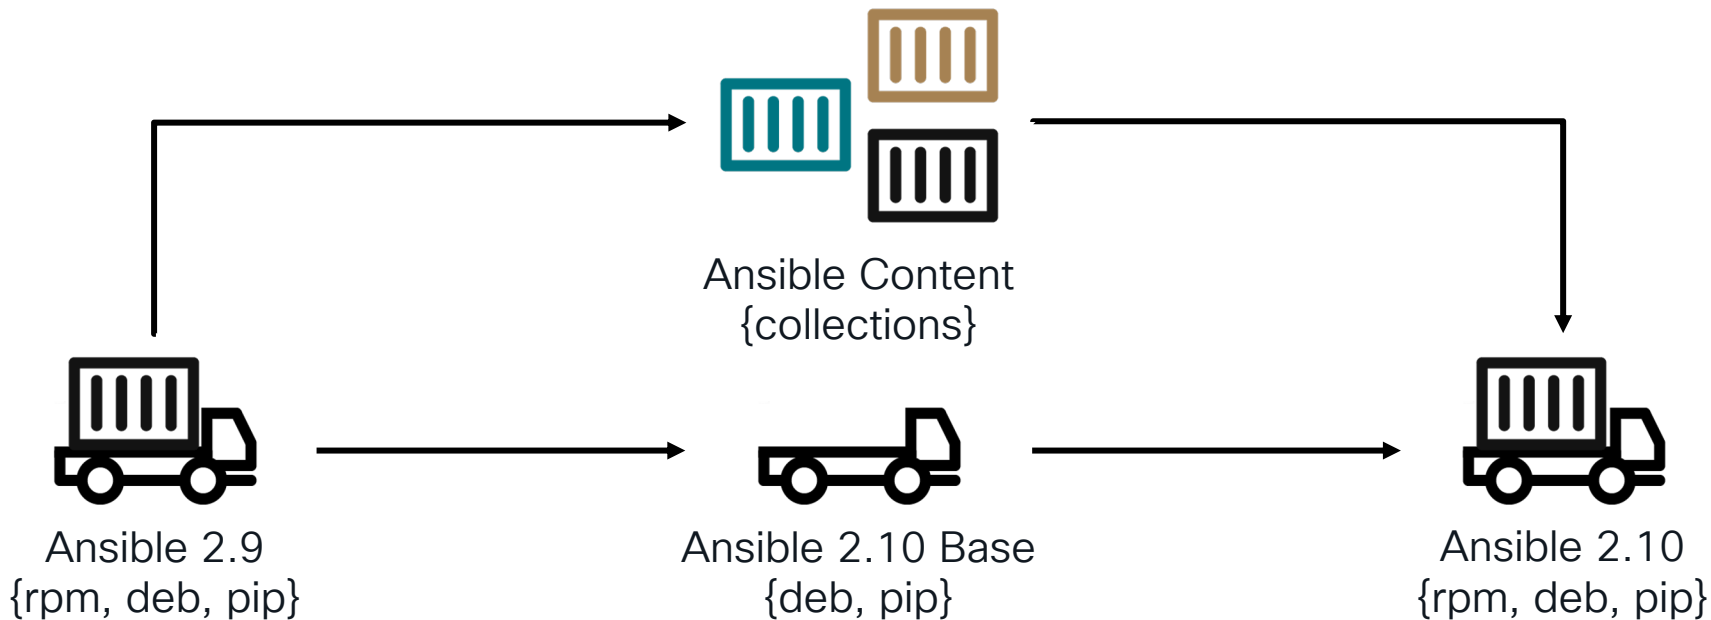 Ansible Content
{collections}
Ansible 2.9
{rpm, deb, pip}
Ansible 2.10 Base
{deb, pip}
Ansible 2.10
{rpm, deb, pip}